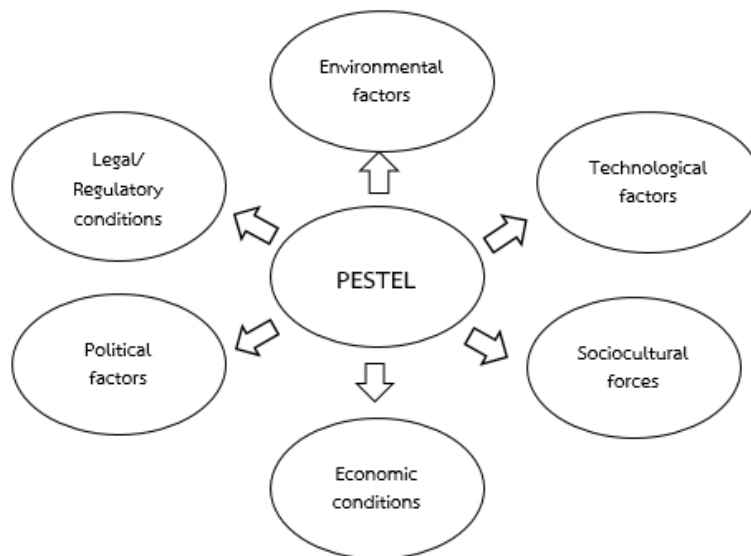 Environmental
factors
Legal/
Regulatory
conditions
Technological
factors
PESTEL
Political
factors
Sociocultural
forces
Economic
conditions